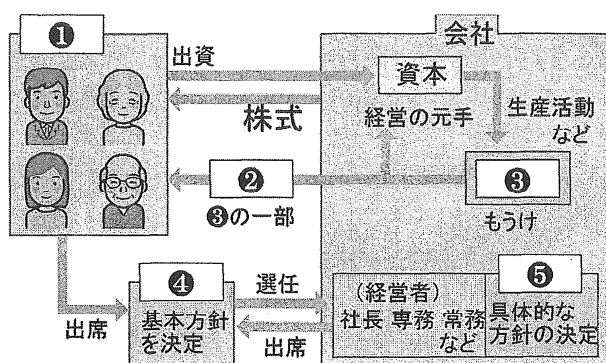 ❶
会社
出資
資本
株式
経営の元手
生産活動
など
❷
❸の一部
❸
もうけ
❹
基本方針
を決定
出席
選任
出席
(経営者)
社長 専務 常務
など
❺
具体的な
方針の決定